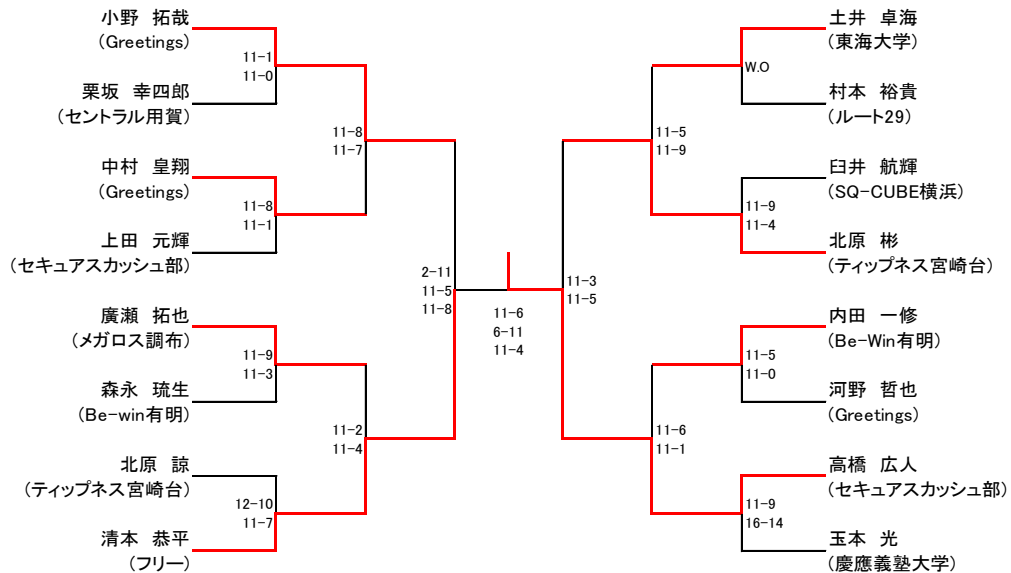 小野 拓哉
(Greetings)
11-1
11-0
栗坂 幸四郎
(セントラル用賀)
11-8
11-7
中村 皇翔
(Greetings)
11-8
11-1
上田 元輝
(セキュアスカッシュ部)
2-11
11-5
11-8
廣瀬 拓也
(メガロス調布)
11-9
11-3
森永 琉生
(Be-win有明)
11-2
11-4
北原 諒
(ティップネス宮崎台)
12-10
11-7
清本 恭平
(フリー)
11-6
6-11
11-4
土井 卓海
(東海大学)
W.O
村本 裕貴
(ルート29)
11-5
11-9
臼井 航輝
(SQ-CUBE横浜)
11-9
11-4
北原 彬
(ティップネス宮崎台)
11-3
11-5
内田 一修
(Be-Win有明)
11-5
11-0
河野 哲也
(Greetings)
11-6
11-1
高橋 広人
(セキュアスカッシュ部)
11-9
16-14
玉本 光
(慶應義塾大学)